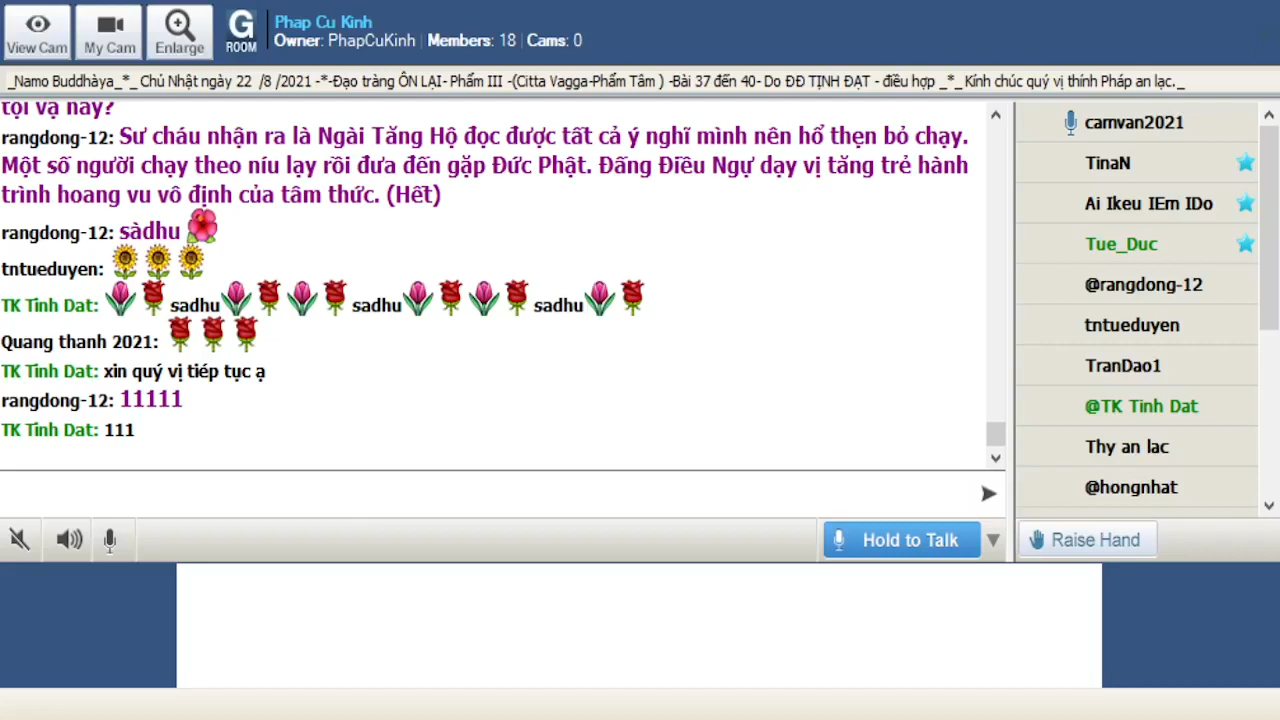 View Cam
My Cam
Enlarge
G
ROOM
Phap Cu Kinh
Owner: PhapCuKinh | Members: 18 | Cams: 0
_Namo Buddhàya_*_ Chủ Nhật ngày 22 /8 /2021 -*-Đạo tràng ÔN LẠI- Phẩm III -(Citta Vagga-Phẩm Tâm ) -Bài 37 đến 40- Do ĐĐ TỊNH ĐẠT - điều hợp _*_Kính chúc quý vị thính Pháp an lạc._
tội vạ này?
rangdong-12: Sư cháu nhận ra là Ngài Tăng Hộ đọc được tất cả ý nghĩ mình nên hổ thẹn bỏ chạy.
Một số người chạy theo níu lạy rồi đưa đến gặp Đức Phật. Đấng Điều Ngự dạy vị tăng trẻ hành
trình hoang vu vô định của tâm thức. (Hết)
rangdong-12: sàdhu
tntueduyen:
TK Tinh Dat: sadhu sadhu sadhu
Quang thanh 2021:
TK Tinh Dat: xin quý vị tiép tục ạ
rangdong-12: 11111
TK Tinh Dat: 111
Hold to Talk
camvan2021
TinaN
Ai Ikeu IEm IDo
Tue_Duc
@rangdong-12
tntueduyen
TranDao1
@TK Tinh Dat
Thy an lac
@hongnhat
Raise Hand